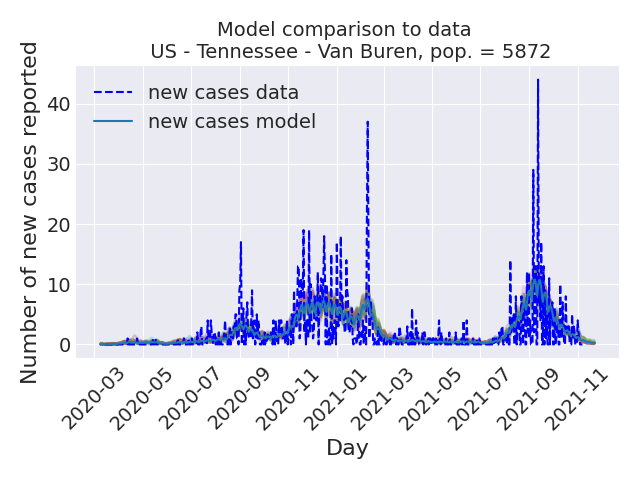 Model comparison to data
US - Tennessee - Van Buren, pop. = 5872
Number of new cases reported
40
30
20
10
0
new cases data
new cases model
2020-03
2020-05
2020-07
2020-09
2020-11
2021-01
2021-03
2021-05
2021-07
2021-09
2021-11
Day